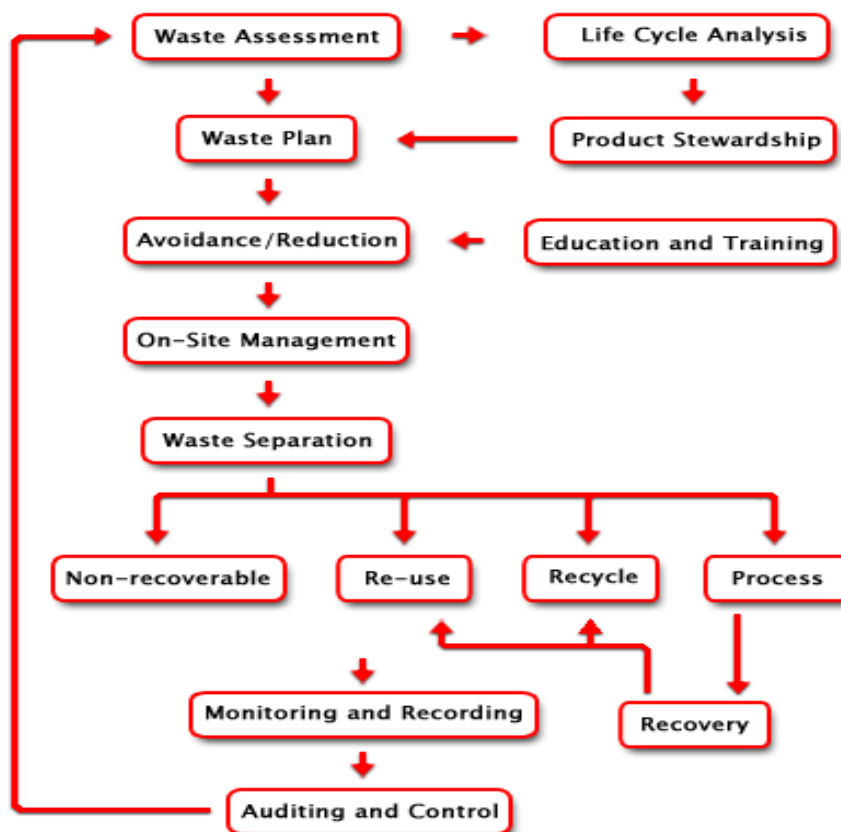 Waste Assessment
Life Cycle Analysis
Waste Plan
Product Stewardship
Avoidance/Reduction
Education and Training
On-Site Management
Waste Separation
Non-recoverable
Re-use
Recycle
Process
Monitoring and Recording
Recovery
Auditing and Control